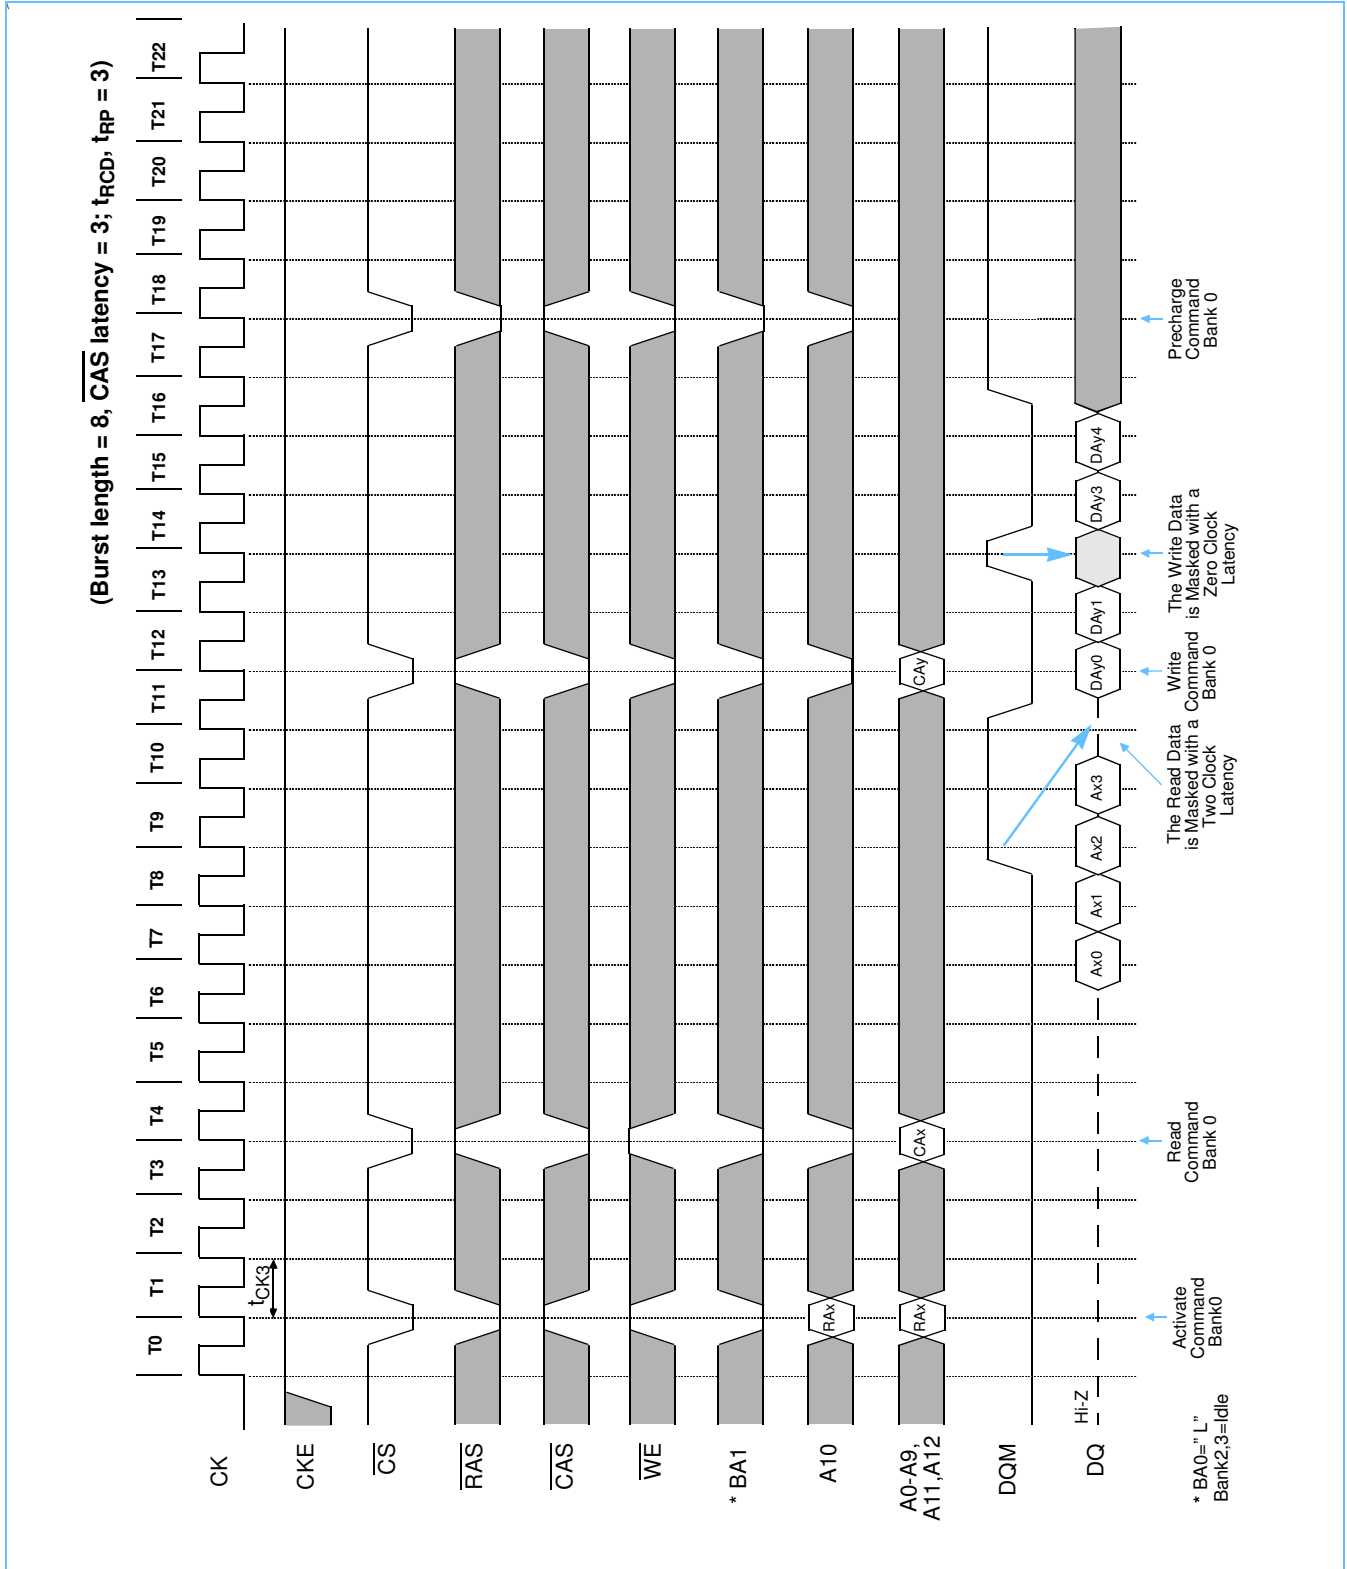 (Burst length = 8, CAS latency = 3; tRCD, tRP = 3)
T0 T1 T2 T3 T4 T5 T6 T7 T8 T9 T10 T11 T12 T13 T14 T15 T16 T17 T18 T19 T20 T21 T22
CK
tCK3
CKE
CS
RAS
CAS
WE
* BA1
A10
RAx
A0-A9,
A11,A12
RAx CAx CAy
DQM
DQ
Hi-Z
Ax0 Ax1 Ax2 Ax3 DAy0 DAy1 DAy3 DAy4
* BA0=" L"
Bank2,3=Idle
Activate
Command
Bank0
Read
Command
Bank 0
The Read Data
is Masked with a
Two Clock
Latency
Write
Command
Bank 0
The Write Data
is Masked with a
Zero Clock
Latency
Precharge
Command
Bank 0